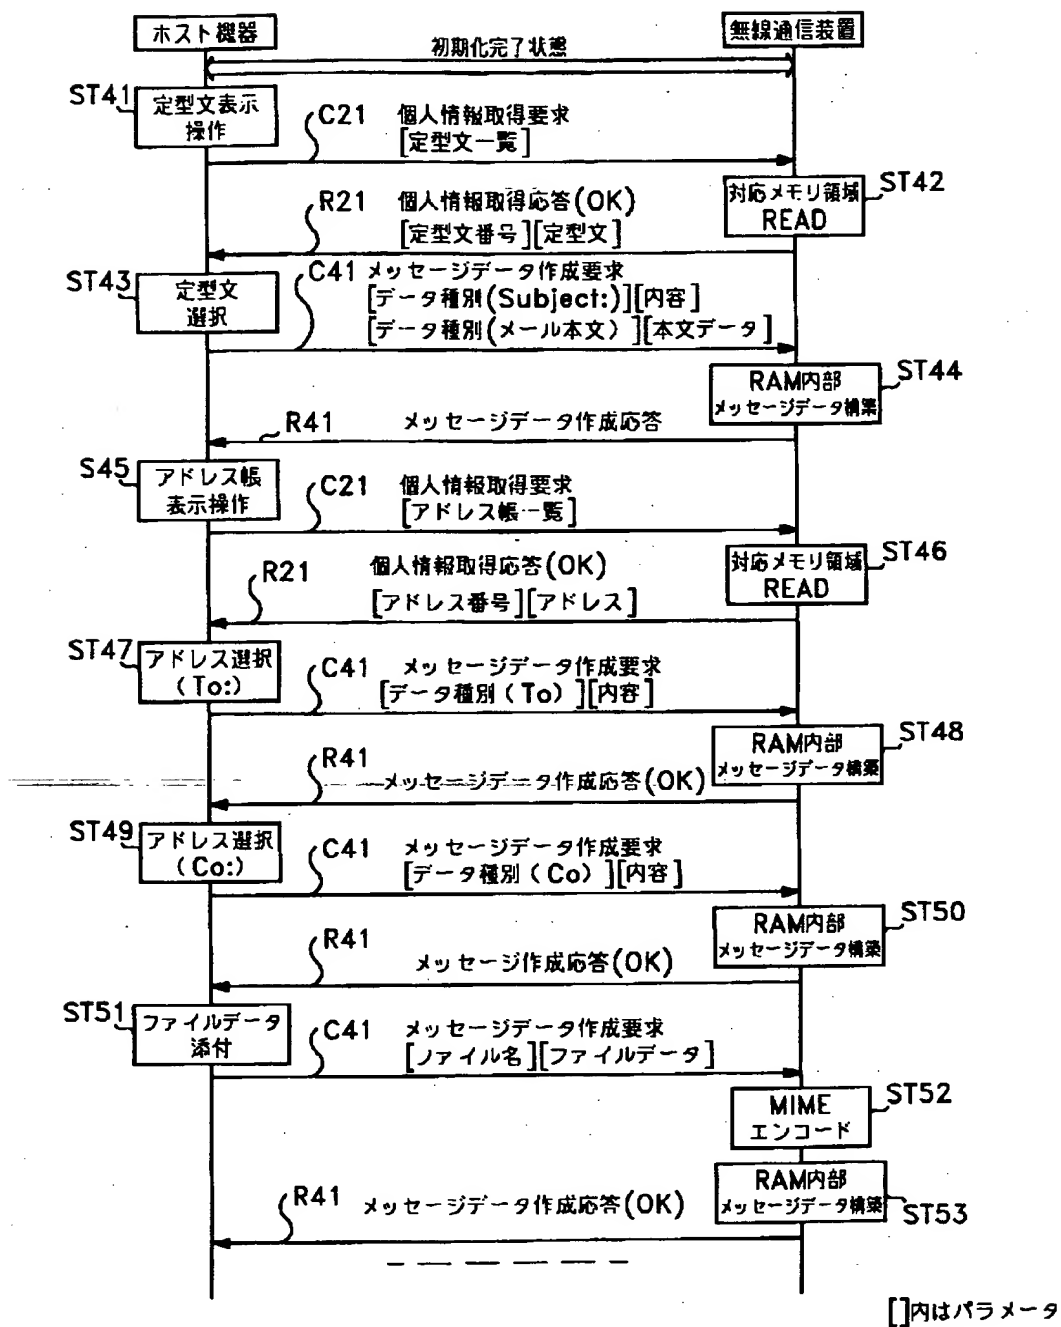 ホスト機器
無線通信装置
初期化完了状態
ST41
定型文表示
操作
C21 個人情報取得要求
[定型文一覧]
ST42
対応メモリ領域
READ
R21 個人情報取得応答(OK)
[定型文番号][定型文]
ST43
定型文
選択
C41 メッセージデータ作成要求
[データ種別(Subject:)][内容]
[データ種別(メール本文)][本文データ]
ST44
RAM内部
メッセージデータ構築
R41 メッセージデータ作成応答
S45
アドレス帳
表示操作
C21 個人情報取得要求
[アドレス帳一覧]
ST46
対応メモリ領域
READ
R21 個人情報取得応答(OK)
[アドレス番号][アドレス]
ST47
アドレス選択
(To:)
C41 メッセージデータ作成要求
[データ種別(To)][内容]
ST48
RAM内部
メッセージデータ構築
R41
メッセージデータ作成応答(OK)
ST49
アドレス選択
(Co:)
C41 メッセージデータ作成要求
[データ種別(Co)][内容]
ST50
RAM内部
メッセージデータ構築
R41
メッセージ作成応答(OK)
ST51
ファイルデータ
添付
C41 メッセージデータ作成要求
[ノァイル名][ファイルデータ]
ST52
MIME
エンコード
RAM内部
メッセージデータ構築
ST53
R41 メッセージデータ作成応答(OK)
[]内はパラメータ